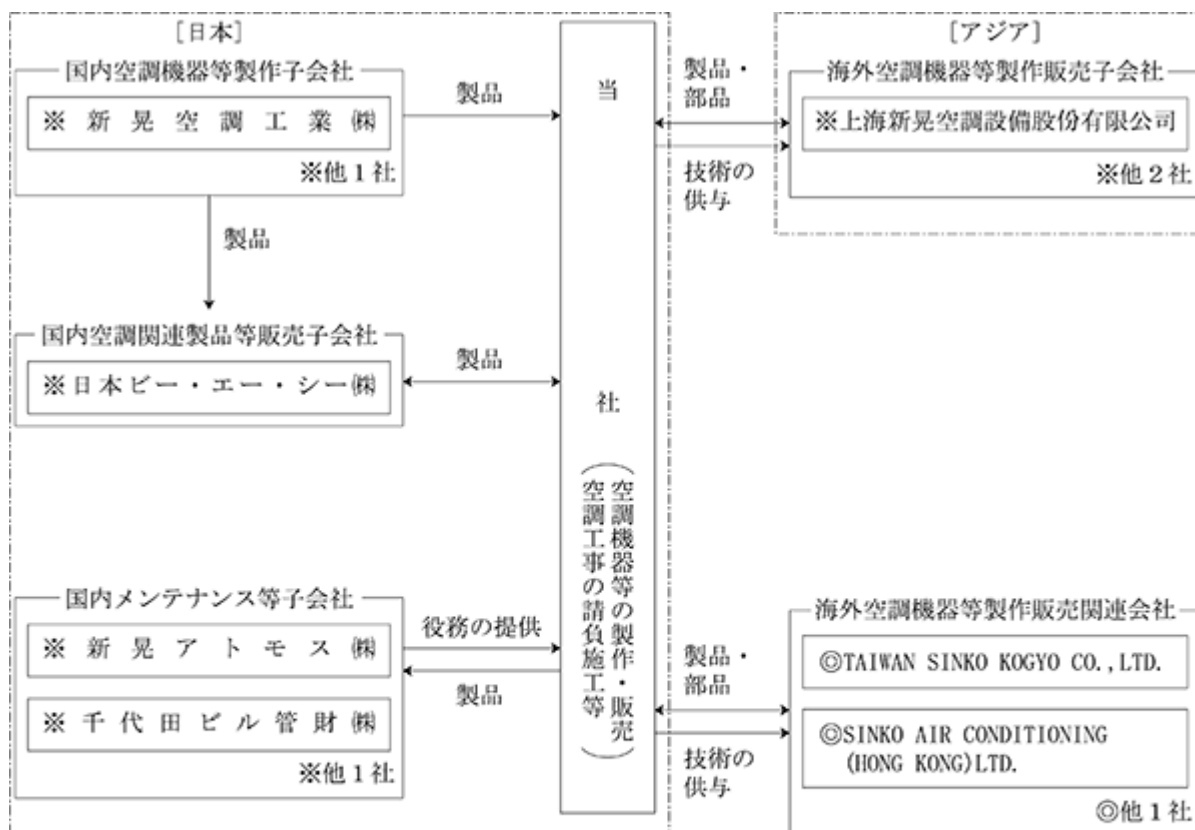 [日本]
国内空調機器等製作子会社
※新晃空調工業㈱
※他1社
製品
製品
国内空調関連製品等販売子会社
※日本ビー・エー・シー㈱
製品
国内メンテナンス等子会社
※新晃アトモス㈱
※千代田ビル管財㈱
※他1社
役務の提供
製品
当社
(空調機器等の製作・販売
空調工事の請負施工等)
[アジア]
製品・
部品
技術の
供与
海外空調機器等製作販売子会社
※上海新晃空調設備股份有限公司
※他2社
製品・
部品
技術の
供与
海外空調機器等製作販売関連会社
◎TAIWAN SINKO KOGYO CO.,LTD.
◎SINKO AIR CONDITIONING
(HONG KONG)LTD.
◎他1社